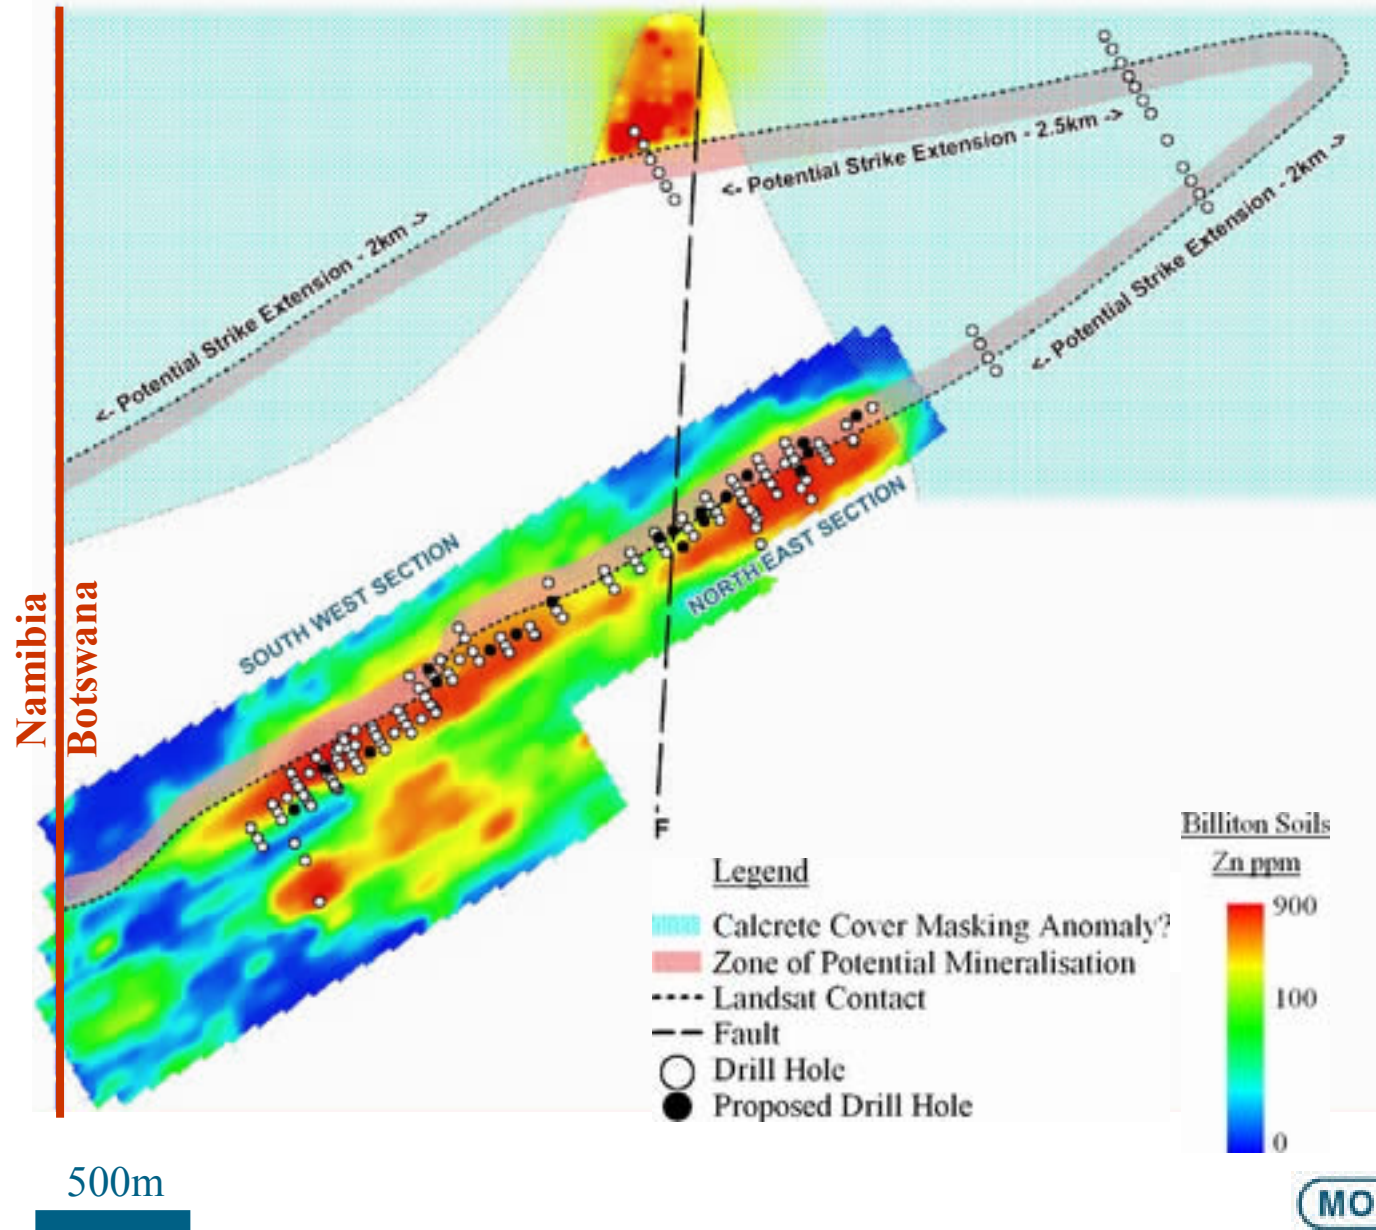 <- Potential Strike Extension - 2.5km ->
<- Potential Strike Extension - 2km ->
<- Potential Strike Extension - 2km ->
SOUTH WEST SECTION
NORTH EAST SECTION
Namibia
Botswana
F
Legend
Calcrete Cover Masking Anomaly?
Zone of Potential Mineralisation
Landsat Contact
Fault
Drill Hole
Proposed Drill Hole
Billiton Soils
Zn ppm
900
100
0
500m
MO